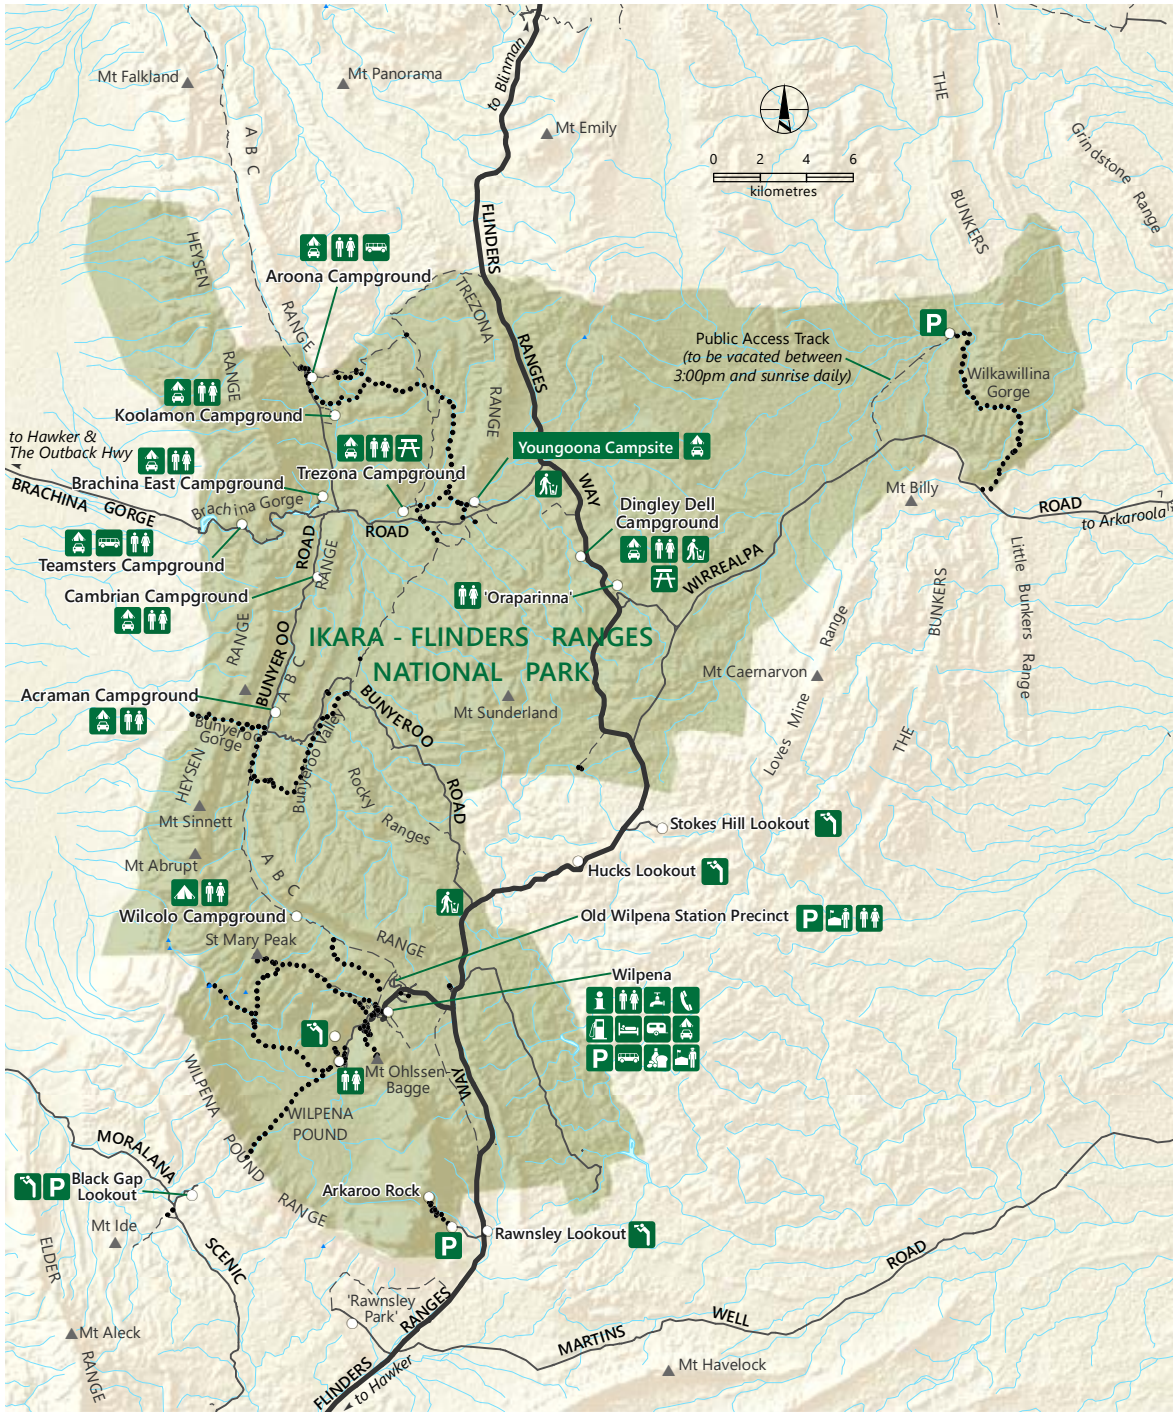 to Blinman
Mt Falkland
Mt Panorama
Mt Emily
THE
Grindstone Range
ABC
0 2 4 6
kilometres
BUNKERS
FLINDERS
HEYSEN
Aroona Campground
TREZONA
RANGE
RANGES
P
Public Access Track
(to be vacated between
3:00pm and sunrise daily)
Wilkawillina
Gorge
RANGE
RANGE
Koolamon Campground
to Hawker &
The Outback Hwy
Youngoona Campsite
Trezona Campground
Brachina East Campground
BRACHINA GORGE
Brachina Gorge
WAY
Mt Billy
ROAD
to Arkaroola
Dingley Dell
Campground
ROAD
ROAD
RANGE
Teamsters Campground
Cambrian Campground
WIRREALPA
'Oraparinna'
BUNKERS
Little Bunkers Range
Range
RANGE
BUNYEROO
IKARA - FLINDERS RANGES
NATIONAL PARK
Mt Caernarvon
ABC
Acraman Campground
BUNYEROO
Mt Sunderland
Bunyeroo
Gorge
Bunyeroo Valley
Loves Mine
THE
HEYSEN
Rocky
Ranges
ROAD
Mt Sinnett
Stokes Hill Lookout
Mt Abrupt
ABC
Hucks Lookout
Wilcolo Campground
Old Wilpena Station Precinct
P
St Mary Peak
RANGE
Wilpena
i
P
Mt Ohlssen-
Bagge
WAY
WILPENA
WILPENA
POUND
POUND
MORALANA
P
Black Gap
Lookout
Arkaroo Rock
RANGE
Mt Ide
Rawnsley Lookout
P
ELDER
SCENIC
ROAD
'Rawnsley
Park'
RANGES
WELL
Mt Aleck
MARTINS
RANGE
Mt Havelock
FLINDERS
to Hawker